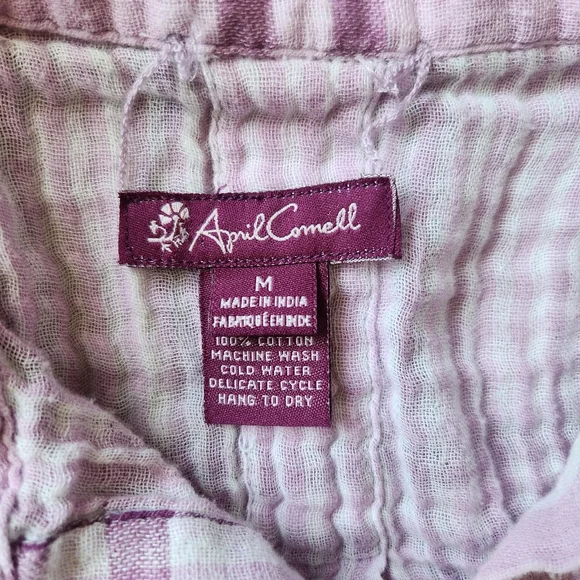 April Cornell
M
MADE IN INDIA
FABRIQUÉ EN INDE
100% COTTON
MACHINE WASH
COLD WATER
DELICATE CYCLE
HANG TO DRY